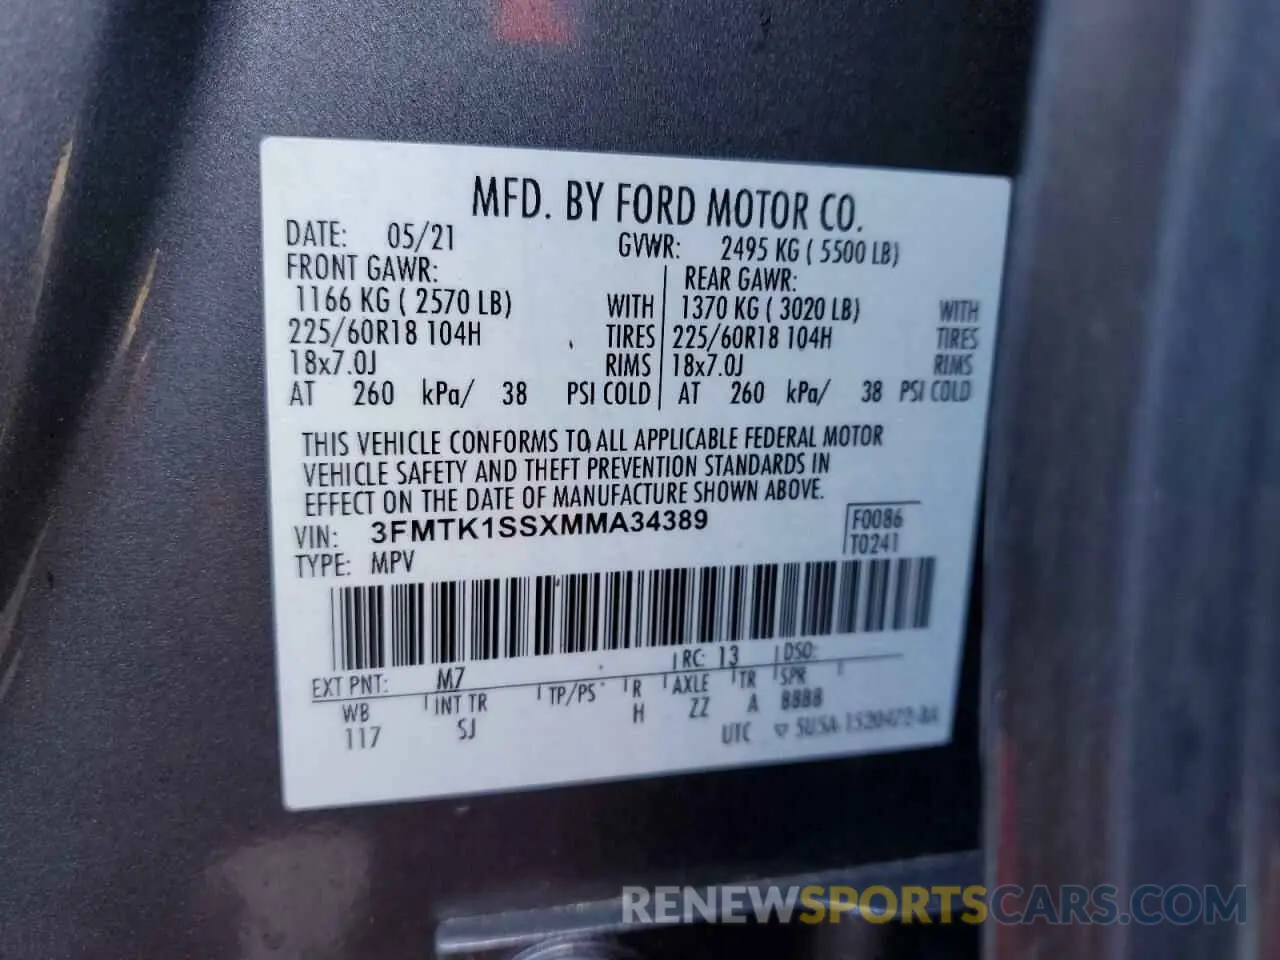 MFD. BY FORD MOTOR CO.
DATE: 05/21 GVWR: 2495 KG ( 5500 LB)
FRONT GAWR: REAR GAWR:
1166 KG ( 2570 LB) WITH 1370 KG ( 3020 LB) WITH
225/60R18 104H TIRES 225/60R18 104H TIRES
18x7.0J RIMS 18x7.0J RIMS
AT 260 kPa/ 38 PSI COLD AT 260 kPa/ 38 PSI COLD
THIS VEHICLE CONFORMS TO ALL APPLICABLE FEDERAL MOTOR
VEHICLE SAFETY AND THEFT PREVENTION STANDARDS IN
EFFECT ON THE DATE OF MANUFACTURE SHOWN ABOVE.
VIN: 3FMTK1SSXMMA34389 F0086
TYPE: MPV T0241
EXT PNT: M7 RC: 13 DSO:
WB INT TR TP/PS R AXLE TR SPR
117 SJ H ZZ A 8888
UTC
RENEWSPORTSCARS.COM